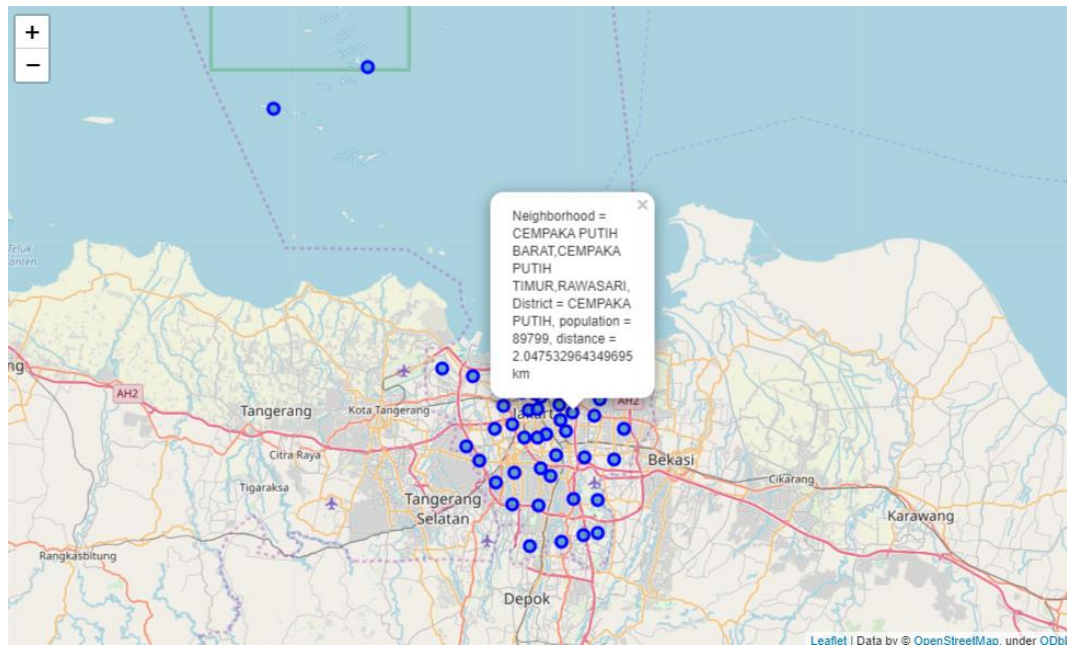 +
−
×
Neighborhood =
CEMPAKA PUTIH
BARAT,CEMPAKA
PUTIH
TIMUR,RAWASARI,
District = CEMPAKA
PUTIH, population =
89799, distance =
2.047532964349695
km
Teluk
AH2
AH2
Jakarta
Tangerang
Kota Tangerang
Citra Raya
Tigaraksa
Bekasi
Cikarang
Tangerang
Selatan
Karawang
Rangkasbitung
Depok
Leaflet | Data by © OpenStreetMap, under ODbL